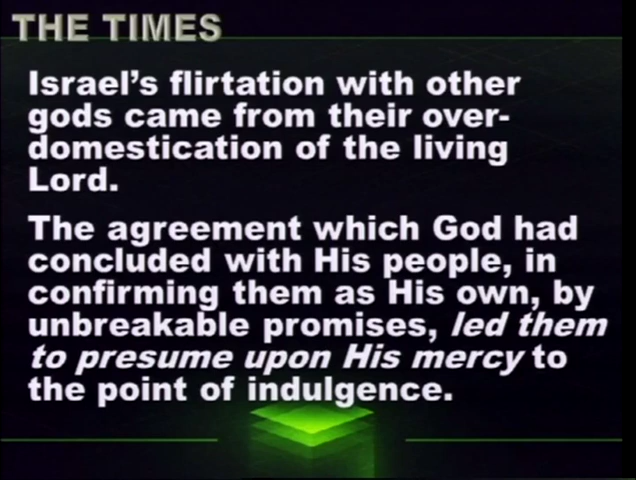 THE TIMES
Israel's flirtation with other
gods came from their over-
domestication of the living
Lord.
The agreement which God had
concluded with His people, in
confirming them as His own, by
unbreakable promises, led them
to presume upon His mercy to
the point of indulgence.